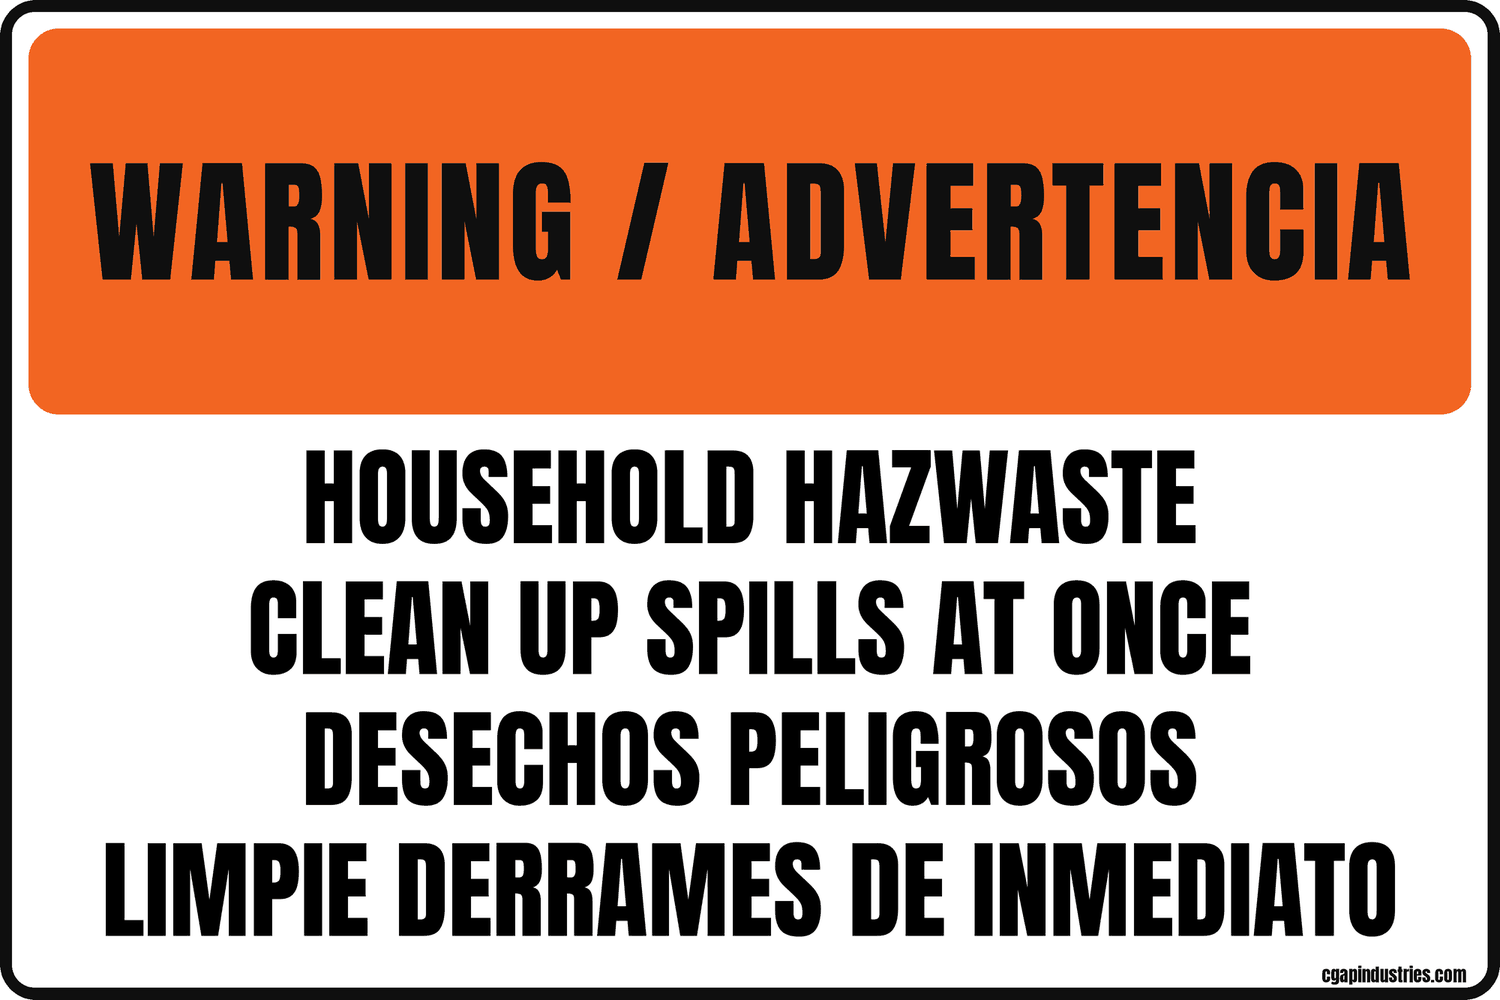 WARNING / ADVERTENCIA
HOUSEHOLD HAZWASTE
CLEAN UP SPILLS AT ONCE
DESECHOS PELIGROSOS
LIMPIE DERRAMES DE INMEDIATO
cgapindustries.com